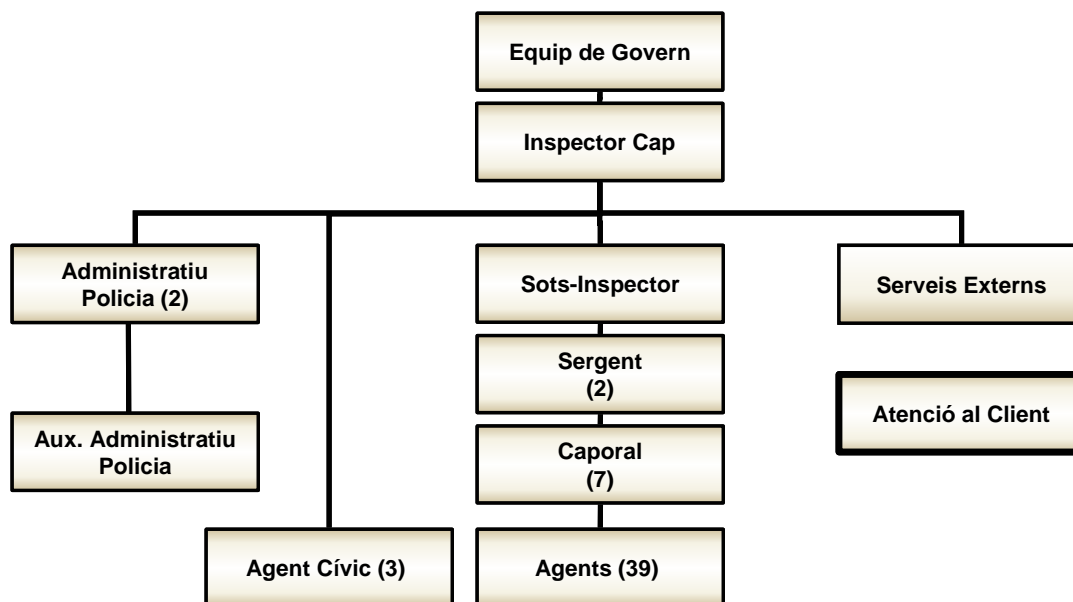 Equip de Govern
Inspector Cap
Administratiu
Policia (2)
Sots-Inspector
Serveis Externs
Sergent
(2)
Atenció al Client
Aux. Administratiu
Policia
Caporal
(7)
Agent Cívic (3)
Agents (39)